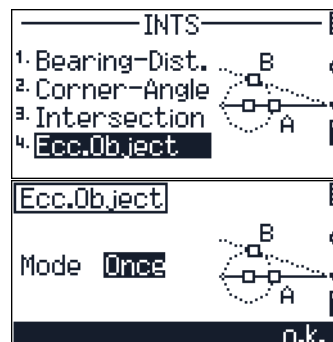 INTS
1. Bearing-Dist.
2. Corner-Angle
3. Intersection
4. Ecc.Object
B
A
Ecc.Object
Mode Once
B
A
o.k.